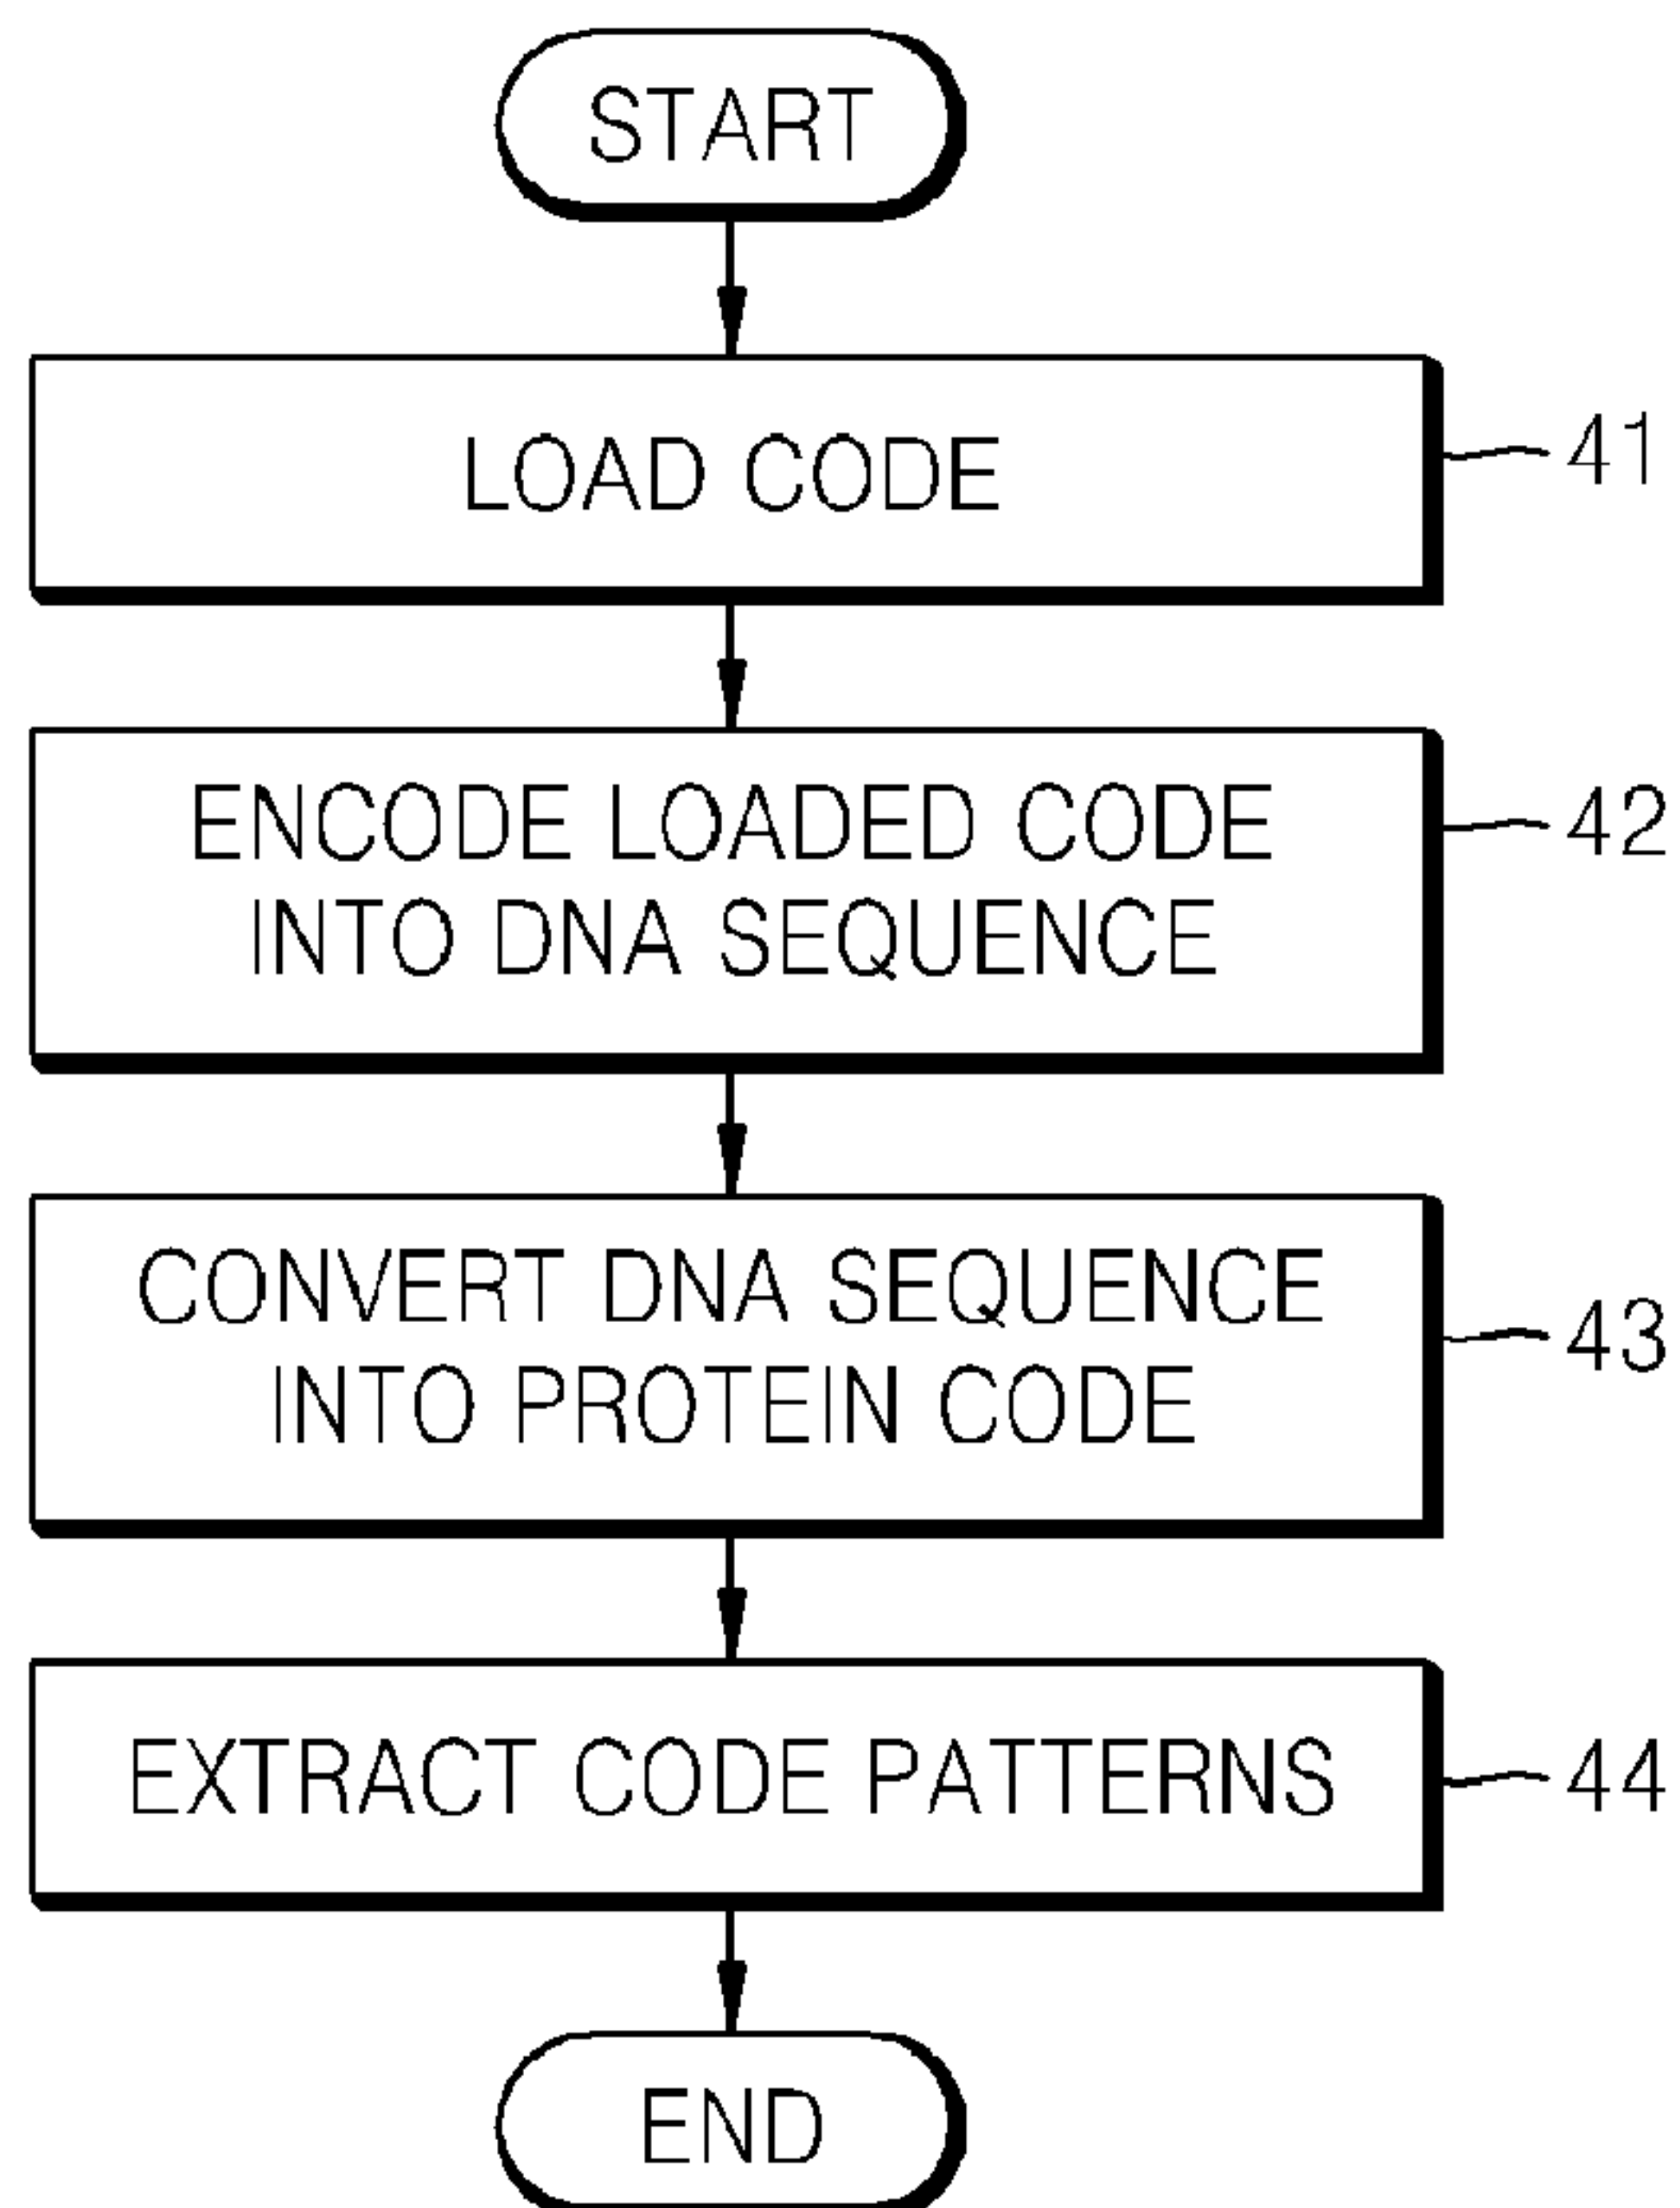 START
LOAD CODE
41
ENCODE LOADED CODE
INTO DNA SEQUENCE
42
CONVERT DNA SEQUENCE
INTO PROTEIN CODE
43
EXTRACT CODE PATTERNS
44
END